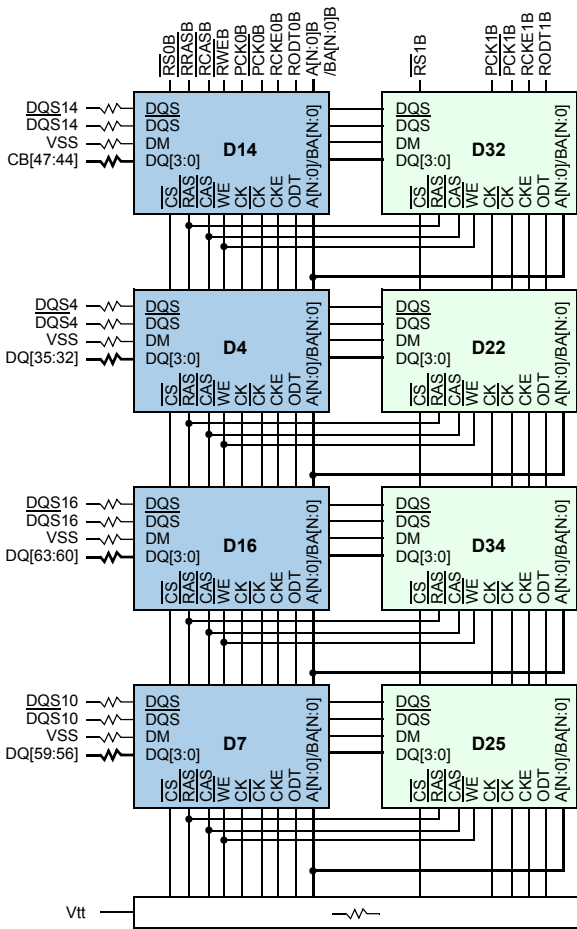 RS0B
RRASB
RCASB
RWEB
PCK0B
PCK0B
RCKE0B
RODT0B
A[N:0]B
/BA[N:0]B
RS1B
PCK1B
PCK1B
RCKE1B
RODT1B
DQS14
DQS14
VSS
CB[47:44]
DQS
DQS
DM
DQ[3:0]
D14
CS
RAS
CAS
WE
CK
CK
CKE
ODT
A[N:0]/BA[N:0]
DQS
DQS
DM
DQ[3:0]
D32
CS
RAS
CAS
WE
CK
CK
CKE
ODT
A[N:0]/BA[N:0]
DQS4
DQS4
VSS
DQ[35:32]
DQS
DQS
DM
DQ[3:0]
D4
CS
RAS
CAS
WE
CK
CK
CKE
ODT
A[N:0]/BA[N:0]
DQS
DQS
DM
DQ[3:0]
D22
CS
RAS
CAS
WE
CK
CK
CKE
ODT
A[N:0]/BA[N:0]
DQS16
DQS16
VSS
DQ[63:60]
DQS
DQS
DM
DQ[3:0]
D16
CS
RAS
CAS
WE
CK
CK
CKE
ODT
A[N:0]/BA[N:0]
DQS
DQS
DM
DQ[3:0]
D34
CS
RAS
CAS
WE
CK
CK
CKE
ODT
A[N:0]/BA[N:0]
DQS10
DQS10
VSS
DQ[59:56]
DQS
DQS
DM
DQ[3:0]
D7
CS
RAS
CAS
WE
CK
CK
CKE
ODT
A[N:0]/BA[N:0]
DQS
DQS
DM
DQ[3:0]
D25
CS
RAS
CAS
WE
CK
CK
CKE
ODT
A[N:0]/BA[N:0]
Vtt